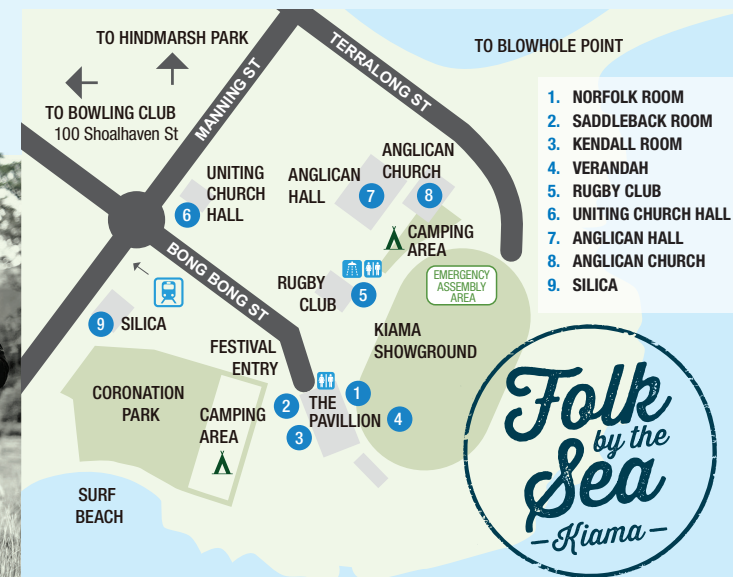 TO HINDMARSH PARK
TO BLOWHOLE POINT
TO BOWLING CLUB
100 Shoalhaven St
MANNING ST
TERRALONG ST
1. NORFOLK ROOM
2. SADDLEBACK ROOM
3. KENDALL ROOM
4. VERANDAH
5. RUGBY CLUB
6. UNITING CHURCH HALL
7. ANGLICAN HALL
8. ANGLICAN CHURCH
9. SILICA
UNITING
CHURCH
HALL
6
ANGLICAN
HALL
7
ANGLICAN
CHURCH
8
CAMPING
AREA
EMERGENCY
ASSEMBLY
AREA
BONG BONG ST
RUGBY
CLUB
5
9 SILICA
KIAMA
SHOWGROUND
FESTIVAL
ENTRY
CORONATION
PARK
CAMPING
AREA
THE
PAVILLION
1
2
3
4
SURF
BEACH
Folk
by the
Sea
– Kiama –